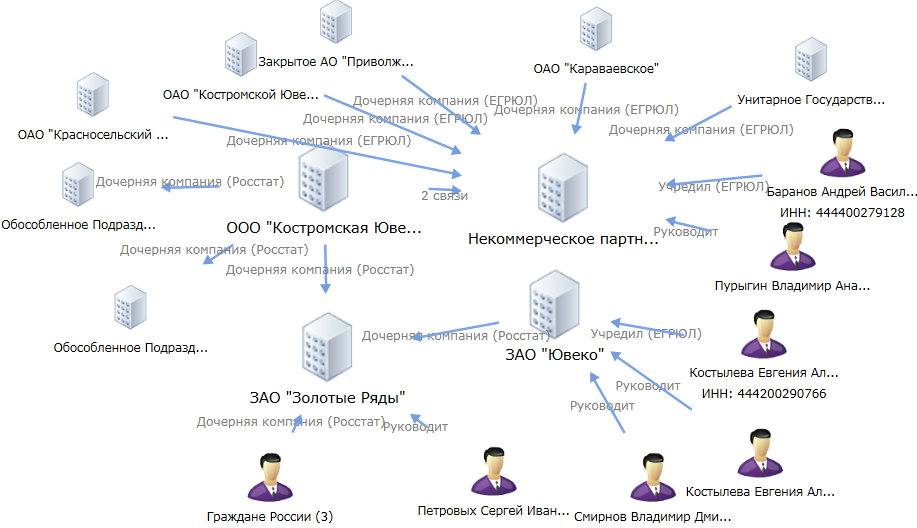 Закрытое АО "Приволж...
ОАО "Караваевское"
ОАО "Костромской Юве...
Унитарное Государств...
Дочерняя компания (ЕГРЮЛ)
Дочерняя компания (ЕГРЮЛ)
Дочерняя компания (ЕГРЮЛ)
ОАО "Красносельский ...
Дочерняя компания (ЕГРЮЛ)
Дочерняя компания (ЕГРЮЛ)
Дочерняя компания (Росстат)
2 связи
Учредил (ЕГРЮЛ)
Баранов Андрей Васил...
ИНН: 444400279128
Обособленное Подразд...
ООО "Костромская Юве...
Некоммерческое партн...
Руководит
Дочерняя компания (Росстат)
Дочерняя компания (Росстат)
Пурыгин Владимир Ана...
Обособленное Подразд...
Дочерняя компания (Росстат)
Учредил (ЕГРЮЛ)
ЗАО "Ювеко"
Костылева Евгения Ал...
ИНН: 444200290766
Руководит
ЗАО "Золотые Ряды"
Руководит
Дочерняя компания (Росстат)
Руководит
Костылева Евгения Ал...
Граждане России (3)
Петровых Сергей Иван...
Смирнов Владимир Дми...